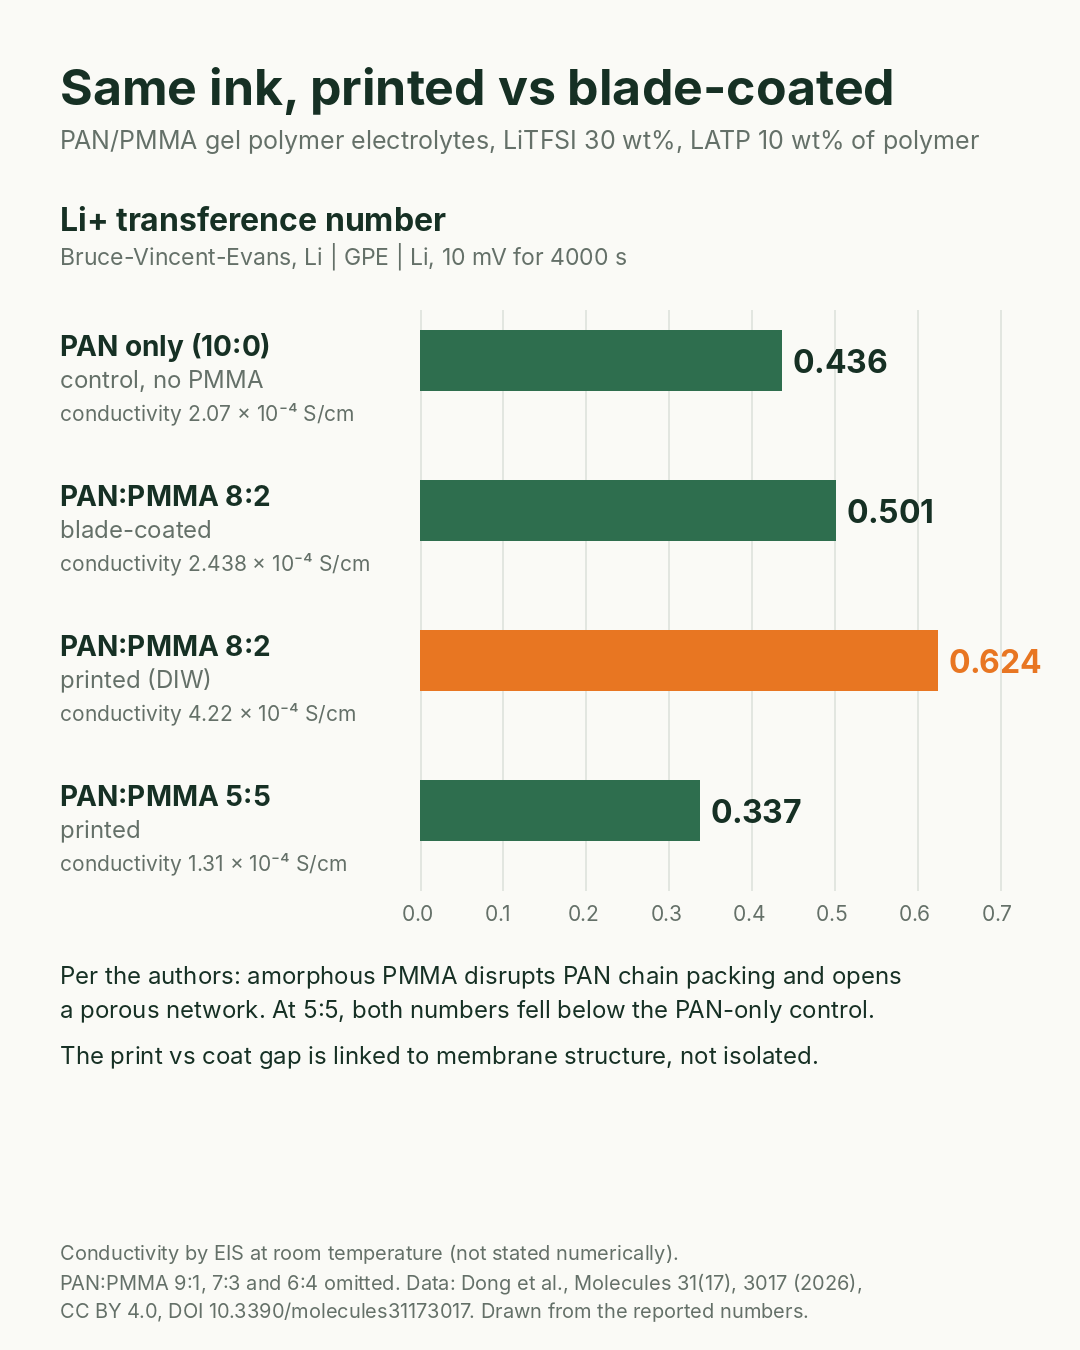 Same ink, printed vs blade-coated
PAN/PMMA gel polymer electrolytes, LiTFSI 30 wt%, LATP 10 wt% of polymer
Li+ transference number
Bruce-Vincent-Evans, Li | GPE | Li, 10 mV for 4000 s
PAN only (10:0)
control, no PMMA
conductivity 2.07 × 10⁻⁴ S/cm
0.436
PAN:PMMA 8:2
blade-coated
conductivity 2.438 × 10⁻⁴ S/cm
0.501
PAN:PMMA 8:2
printed (DIW)
conductivity 4.22 × 10⁻⁴ S/cm
0.624
PAN:PMMA 5:5
printed
conductivity 1.31 × 10⁻⁴ S/cm
0.337
0.0 0.1 0.2 0.3 0.4 0.5 0.6 0.7
Per the authors: amorphous PMMA disrupts PAN chain packing and opens
a porous network. At 5:5, both numbers fell below the PAN-only control.
The print vs coat gap is linked to membrane structure, not isolated.
Conductivity by EIS at room temperature (not stated numerically).
PAN:PMMA 9:1, 7:3 and 6:4 omitted. Data: Dong et al., Molecules 31(17), 3017 (2026),
CC BY 4.0, DOI 10.3390/molecules31173017. Drawn from the reported numbers.